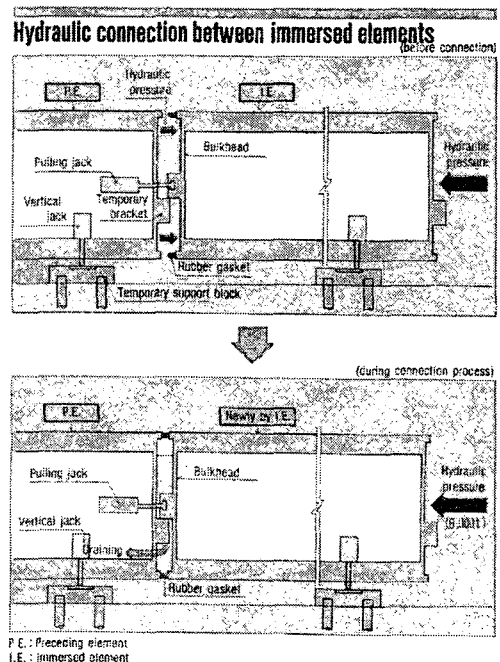 Hydraulic connection between immersed elements
(before connection)
P.E.
Hydraulic
pressure
I.E.
Pulling jack
Bulkhead
Hydraulic
pressure
Vertical
jack
Temporary
bracket
Rubber gasket
Temporary support block
(during connection process)
P.E.
Newly by I.E.
Pulling jack
Bulkhead
Hydraulic
pressure
Vertical jack
Draining
Rubber gasket
P.E. : Preceding element
I.E. : Immersed element